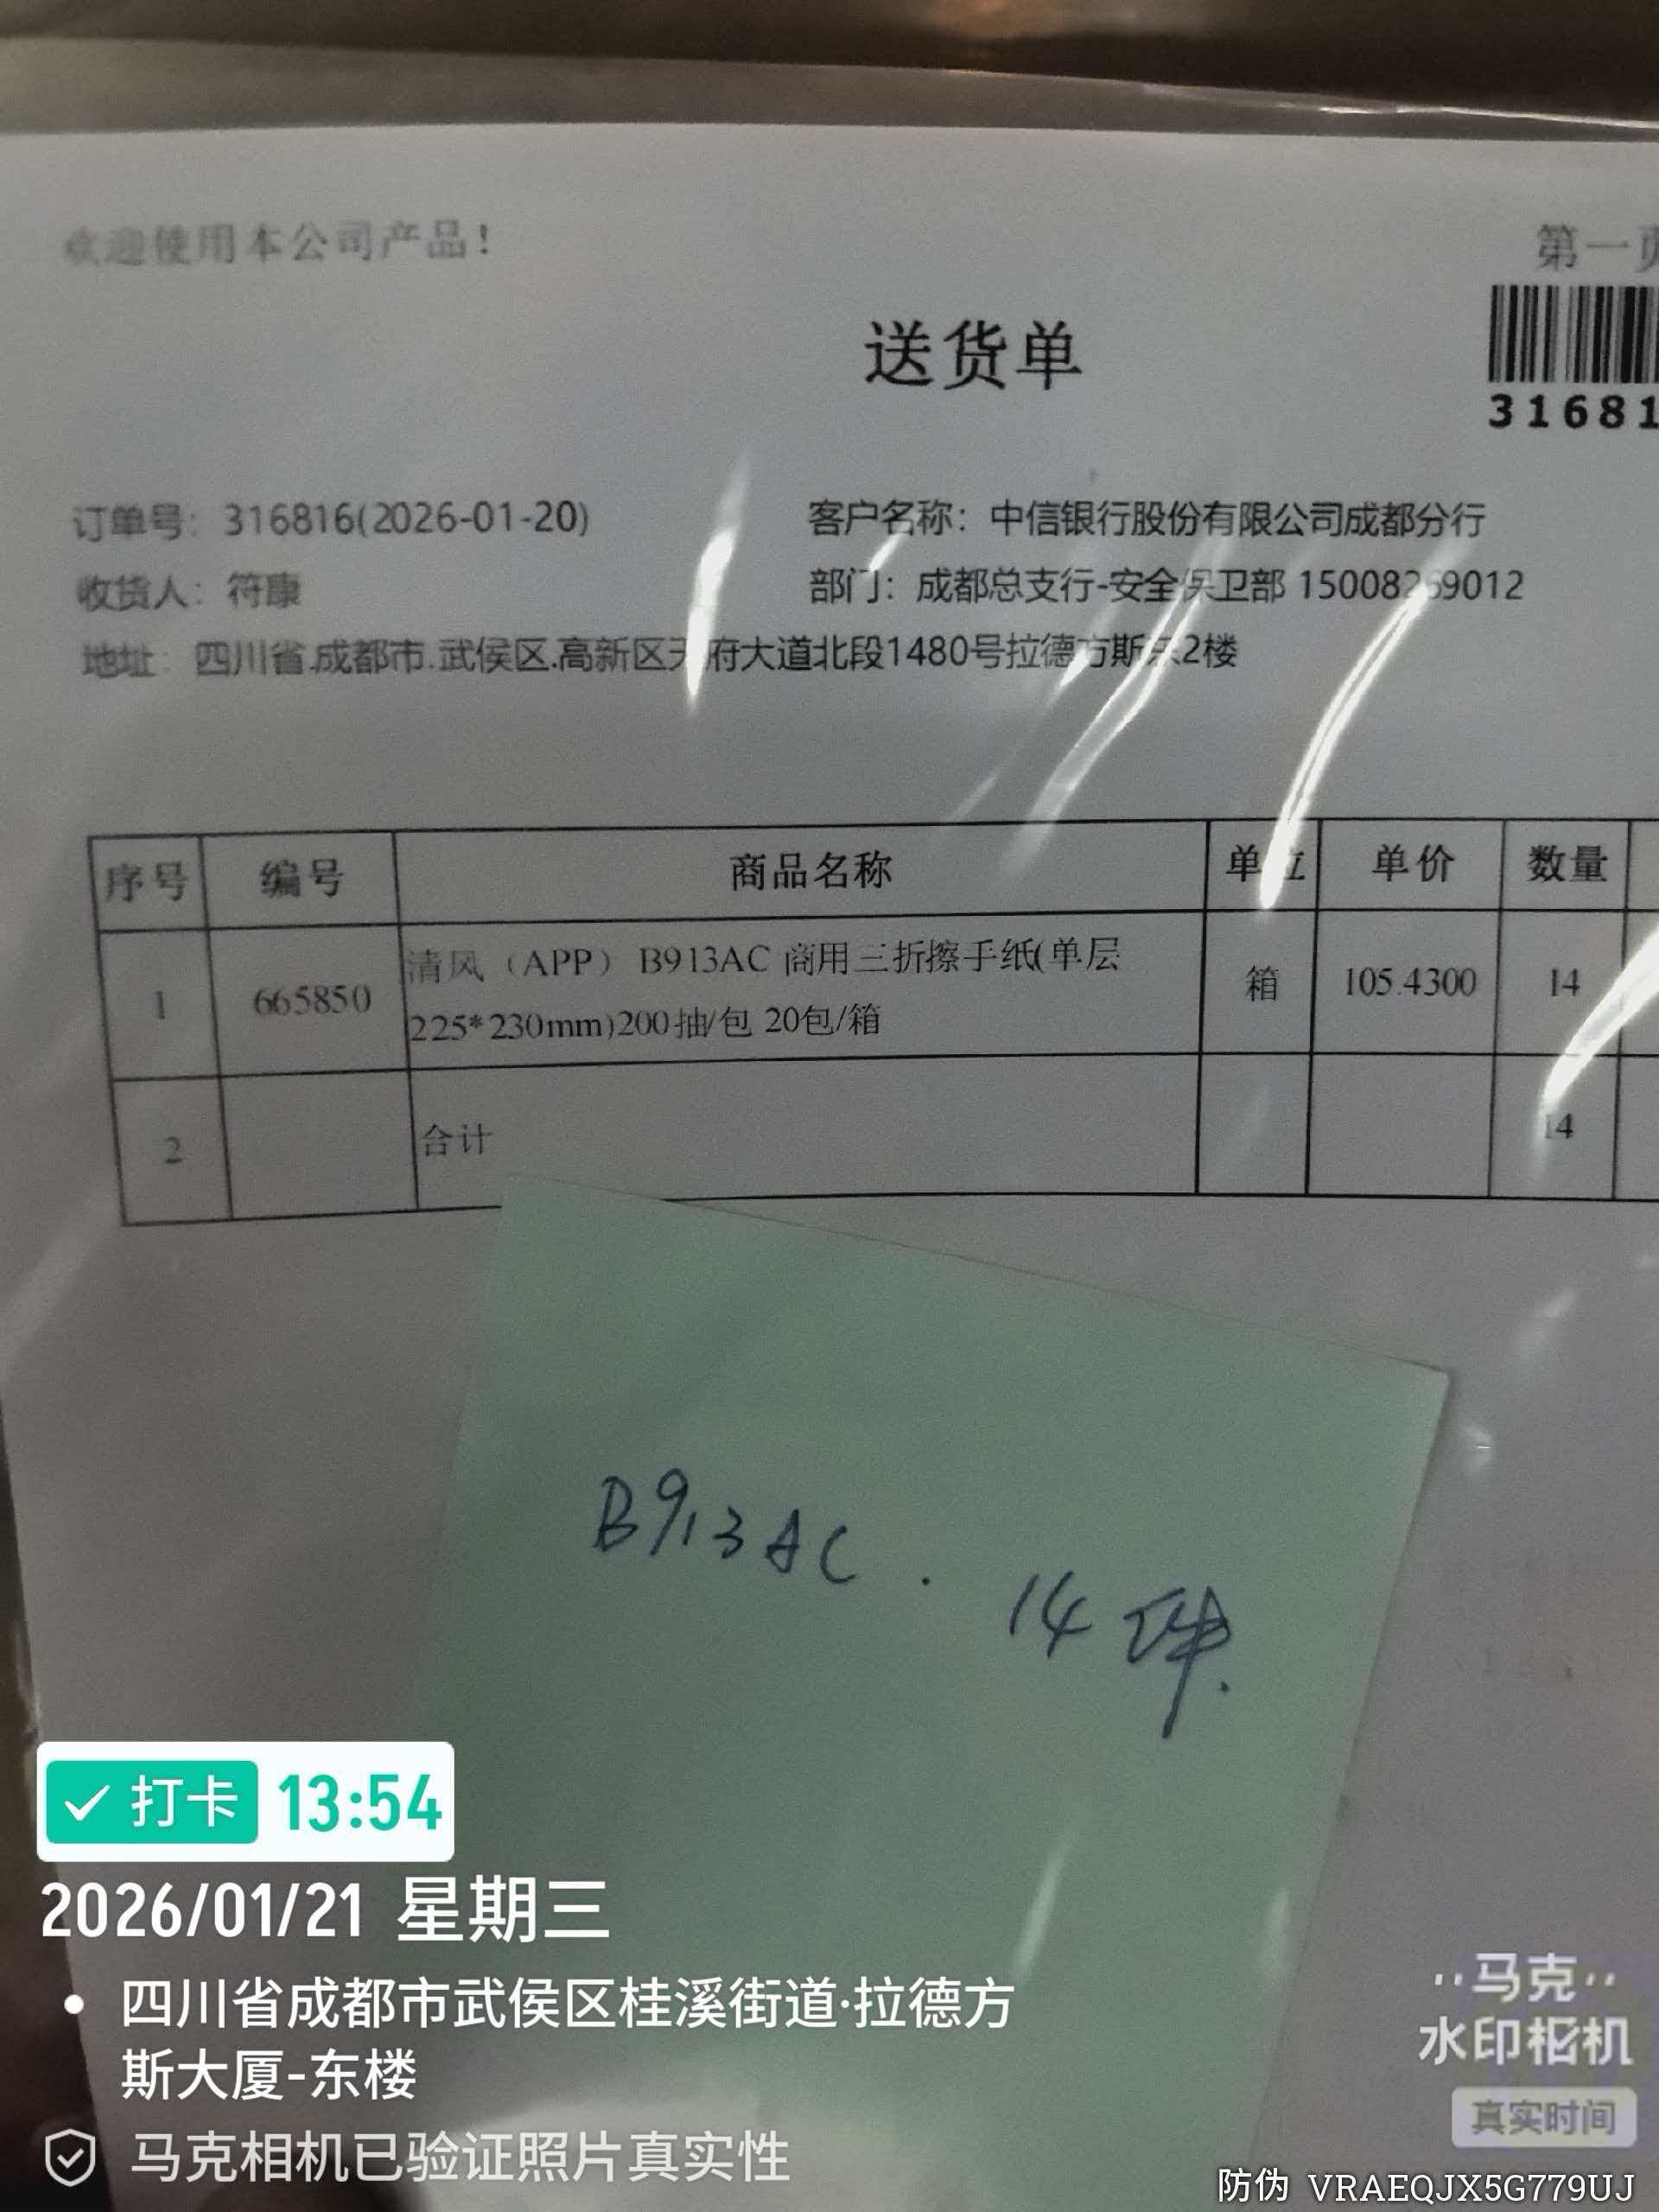 欢迎使用本公司产品！
第一页
送货单
31681
订单号：316816(2026-01-20)
客户名称：中信银行股份有限公司成都分行
收货人：符康
部门：成都总支行-安全保卫部 15008269012
地址：四川省.成都市.武侯区.高新区天府大道北段1480号拉德方斯东2楼
序号 编号 商品名称 单位 单价 数量
1 665850 清风（APP）B913AC 商用三折擦手纸(单层
225*230mm)200抽/包 20包/箱 箱 105.4300 14
2 合计 14
B913AC. 14件.
打卡 13:54
2026/01/21 星期三
四川省成都市武侯区桂溪街道·拉德方
斯大厦-东楼
马克相机已验证照片真实性
马克
水印相机
真实时间
防伪 VRAEQJX5G779UJ